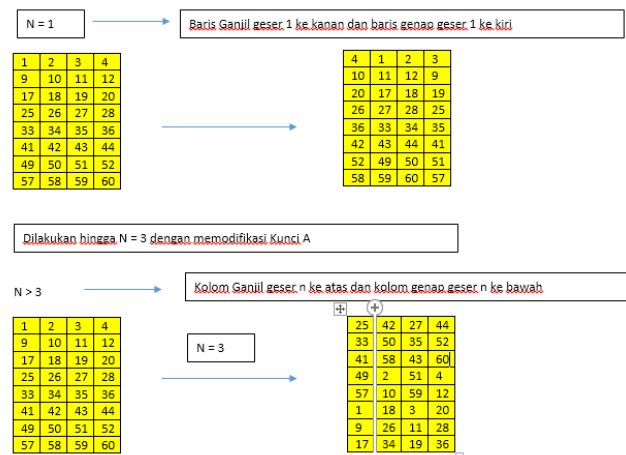 N = 1
Baris Ganjil geser 1 ke kanan dan baris genap geser 1 ke kiri
1 2 3 4
9 10 11 12
17 18 19 20
25 26 27 28
33 34 35 36
41 42 43 44
49 50 51 52
57 58 59 60
4 1 2 3
10 11 12 9
20 17 18 19
26 27 28 25
36 33 34 35
42 43 44 41
52 49 50 51
58 59 60 57
Dilakukan hingga N = 3 dengan memodifikasi Kunci A
N > 3
Kolom Ganjil geser n ke atas dan kolom genap geser n ke bawah
1 2 3 4
9 10 11 12
17 18 19 20
25 26 27 28
33 34 35 36
41 42 43 44
49 50 51 52
57 58 59 60
N = 3
25 42 27 44
33 50 35 52
41 58 43 60
49 2 51 4
57 10 59 12
1 18 3 20
9 26 11 28
17 34 19 36